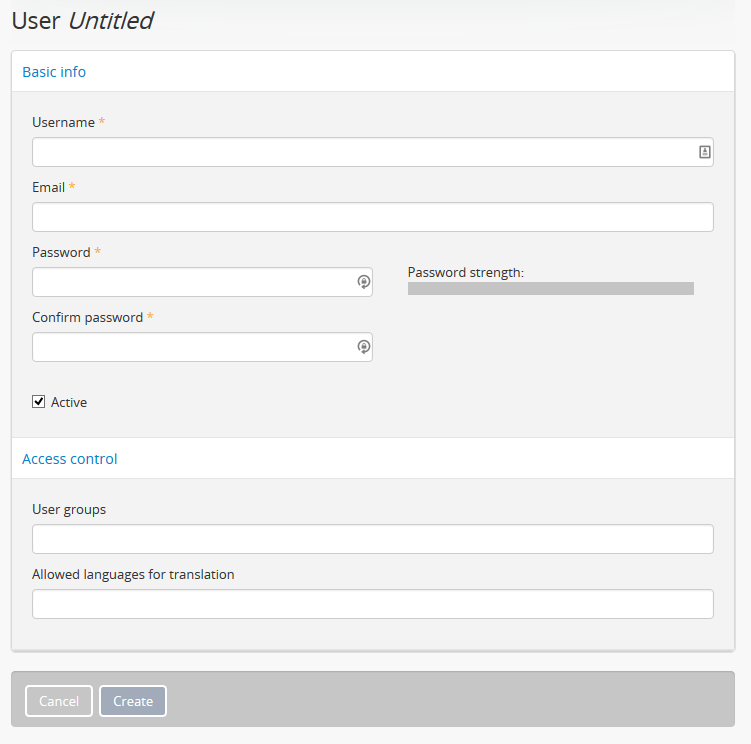 User Untitled
Basic info
Username *
Email *
Password *
Password strength:
Confirm password *
Active
Access control
User groups
Allowed languages for translation
Cancel Create